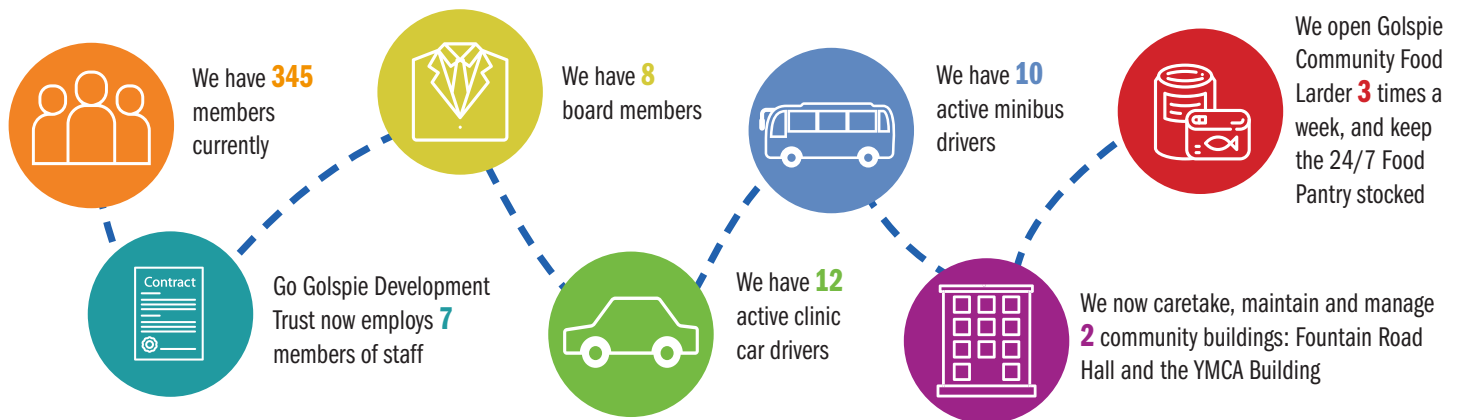 We have 345
members
currently
Contract
Go Golspie Development
Trust now employs 7
members of staff
We have 8
board members
We have 12
active clinic
car drivers
We have 10
active minibus
drivers
We now caretake, maintain and manage
2 community buildings: Fountain Road
Hall and the YMCA Building
We open Golspie
Community Food
Larder 3 times a
week, and keep
the 24/7 Food
Pantry stocked